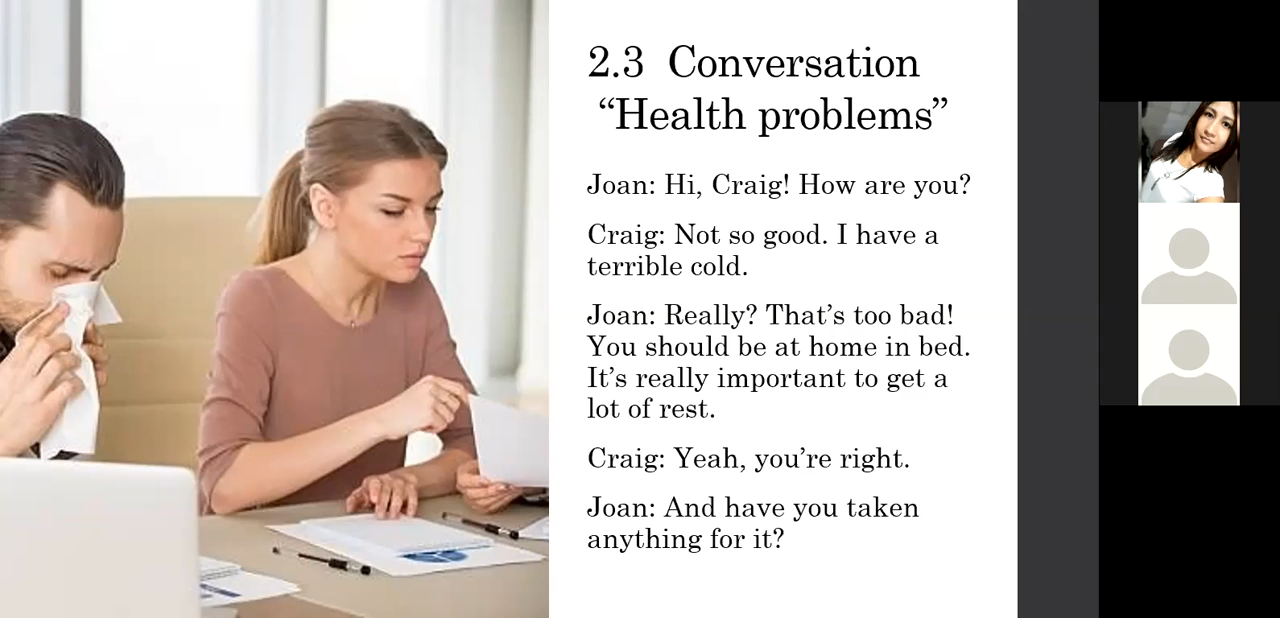 2.3  Conversation
“Health problems”
Joan: Hi, Craig! How are you?
Craig: Not so good. I have a
terrible cold.
Joan: Really? That’s too bad!
You should be at home in bed.
It’s really important to get a
lot of rest.
Craig: Yeah, you’re right.
Joan: And have you taken
anything for it?